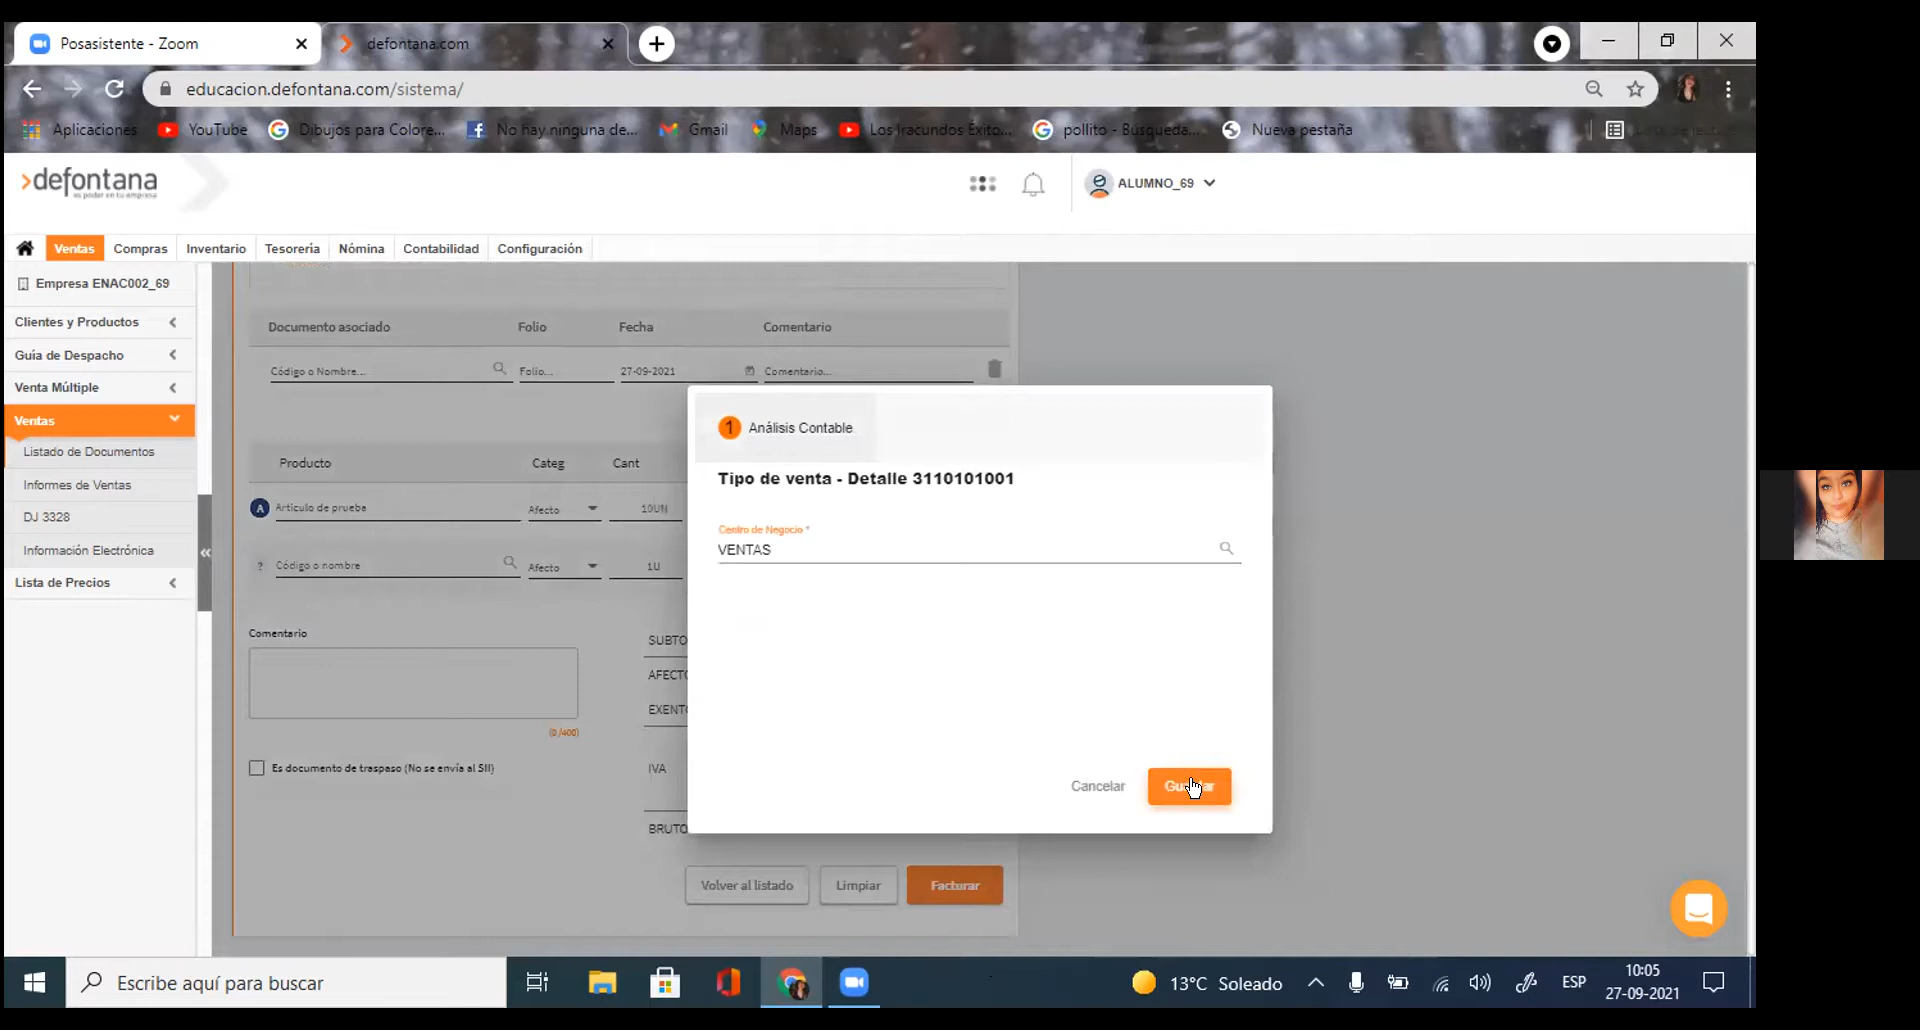 Posasistente - Zoom
defontana.com
educacion.defontana.com/sistema/
Aplicaciones YouTube Dibujos para Colore... No hay ninguna de... Gmail Maps Los Iracundos Éxito... pollito - Búsqueda... Nueva pestaña
>defontana
ALUMNO_69
Ventas Compras Inventario Tesorería Nómina Contabilidad Configuración
Empresa ENAC002_69
Clientes y Productos
Guía de Despacho
Venta Múltiple
Ventas
Listado de Documentos
Informes de Ventas
DJ 3328
Información Electrónica
Lista de Precios
Documento asociado Folio Fecha Comentario
Código o Nombre... Folio... 27-09-2021 Comentario...
Producto Categ Cant
A Artículo de prueba Afecto 10UN
? Código o nombre Afecto 1U
Comentario
(0 /400)
Es documento de traspaso (No se envía al SII)
SUBTO
AFECTO
EXENTO
IVA
BRUTO
1 Análisis Contable
Tipo de venta - Detalle 3110101001
Centro de Negocio *
VENTAS
Cancelar
Volver al listado Limpiar Facturar
Escribe aquí para buscar
13°C Soleado
ESP
10:05
27-09-2021